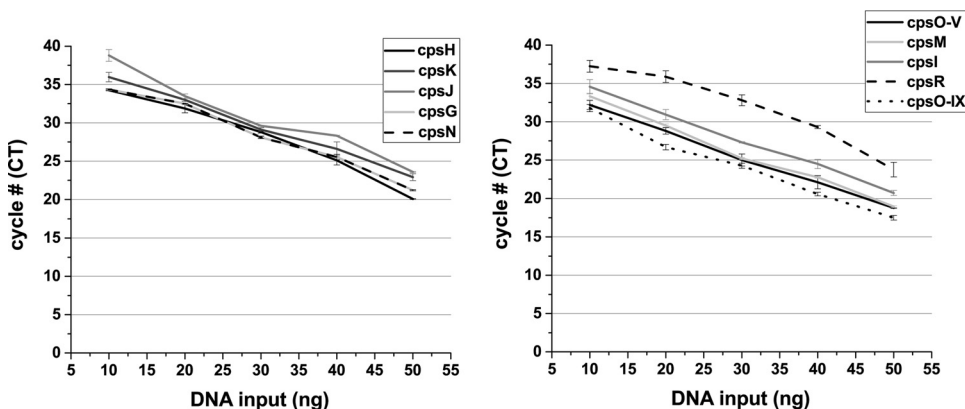 cycle # (CT)
40
35
30
25
20
15
10
5
0
5 10 15 20 25 30 35 40 45 50 55
DNA input (ng)
cpsH
cpsK
cpsJ
cpsG
cpsN
cycle # (CT)
40
35
30
25
20
15
10
5
0
5 10 15 20 25 30 35 40 45 50 55
DNA input (ng)
cpsO-V
cpsM
cpsI
cpsR
cpsO-IX